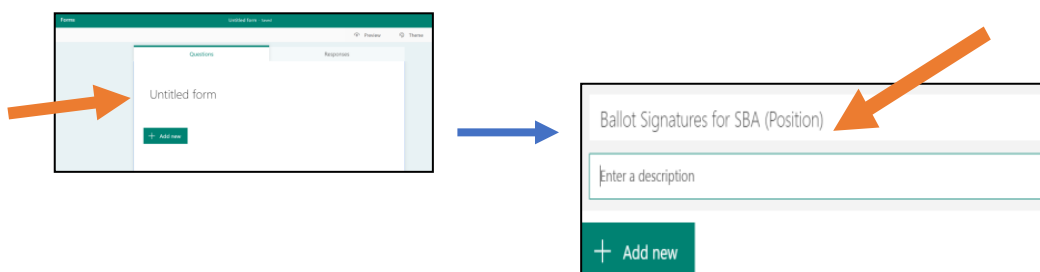 Forms
Untitled form Saved
Preview Theme
Questions Responses
Untitled form
+ Add new
Ballot Signatures for SBA (Position)
Enter a description
+ Add new